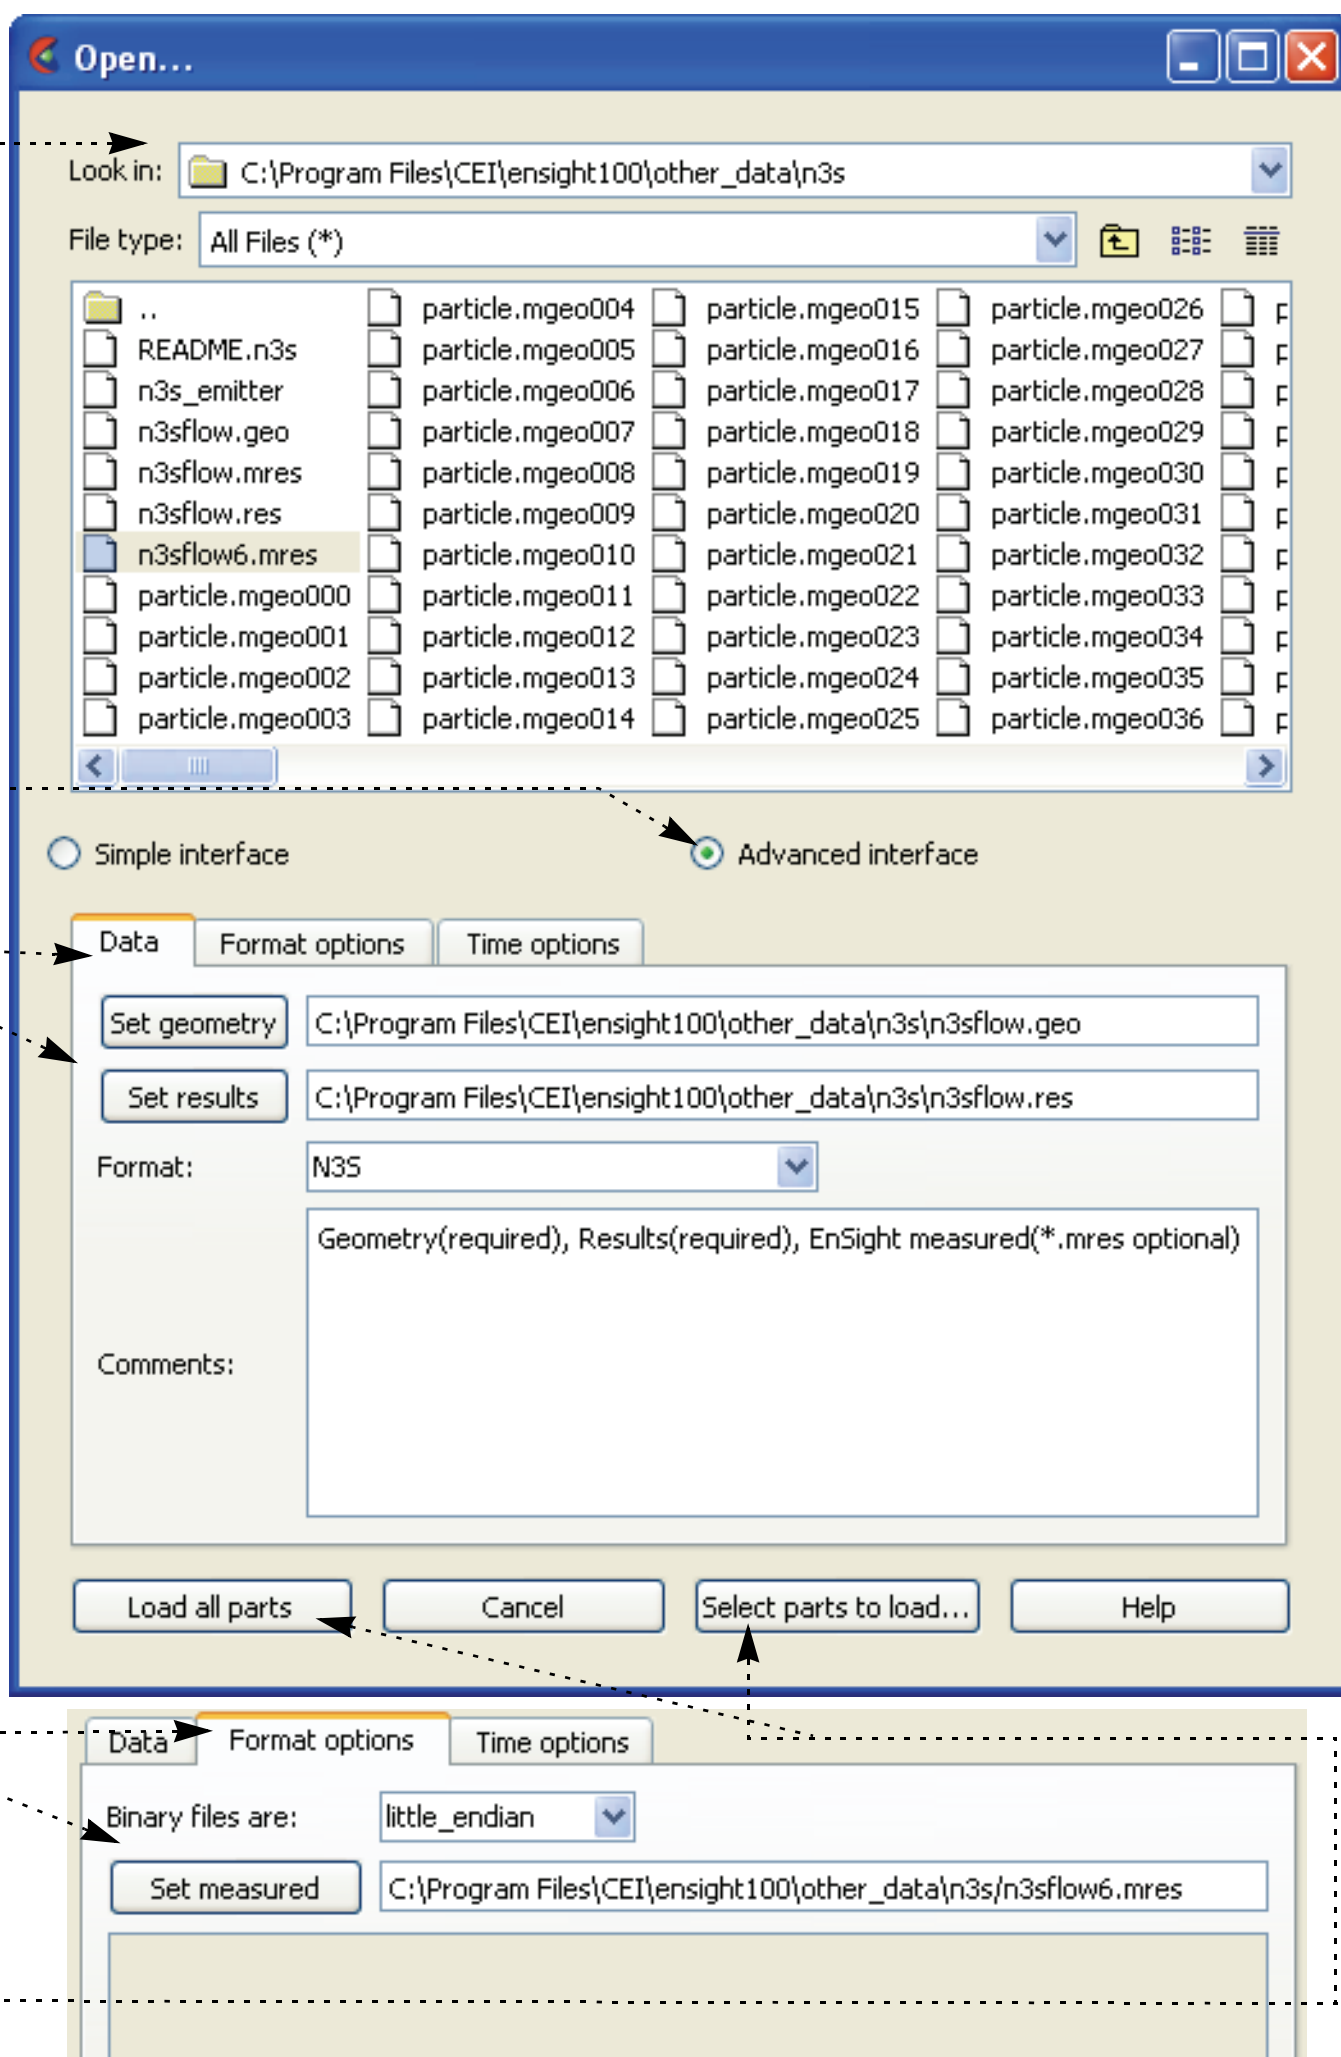 Open...
Look in: C:\Program Files\CEI\ensight100\other_data\n3s
File type: All Files (*)
.. particle.mgeo004 particle.mgeo015 particle.mgeo026 p
README.n3s particle.mgeo005 particle.mgeo016 particle.mgeo027 p
n3s_emitter particle.mgeo006 particle.mgeo017 particle.mgeo028 p
n3sflow.geo particle.mgeo007 particle.mgeo018 particle.mgeo029 p
n3sflow.mres particle.mgeo008 particle.mgeo019 particle.mgeo030 p
n3sflow.res particle.mgeo009 particle.mgeo020 particle.mgeo031 p
n3sflow6.mres particle.mgeo010 particle.mgeo021 particle.mgeo032 p
particle.mgeo000 particle.mgeo011 particle.mgeo022 particle.mgeo033 p
particle.mgeo001 particle.mgeo012 particle.mgeo023 particle.mgeo034 p
particle.mgeo002 particle.mgeo013 particle.mgeo024 particle.mgeo035 p
particle.mgeo003 particle.mgeo014 particle.mgeo025 particle.mgeo036 p
Simple interface Advanced interface
Data Format options Time options
Set geometry C:\Program Files\CEI\ensight100\other_data\n3s\n3sflow.geo
Set results C:\Program Files\CEI\ensight100\other_data\n3s\n3sflow.res
Format: N3S
Geometry(required), Results(required), EnSight measured(*.mres optional)
Comments:
Load all parts Cancel Select parts to load... Help
Data Format options Time options
Binary files are: little_endian
Set measured C:\Program Files\CEI\ensight100\other_data\n3s/n3sflow6.mres